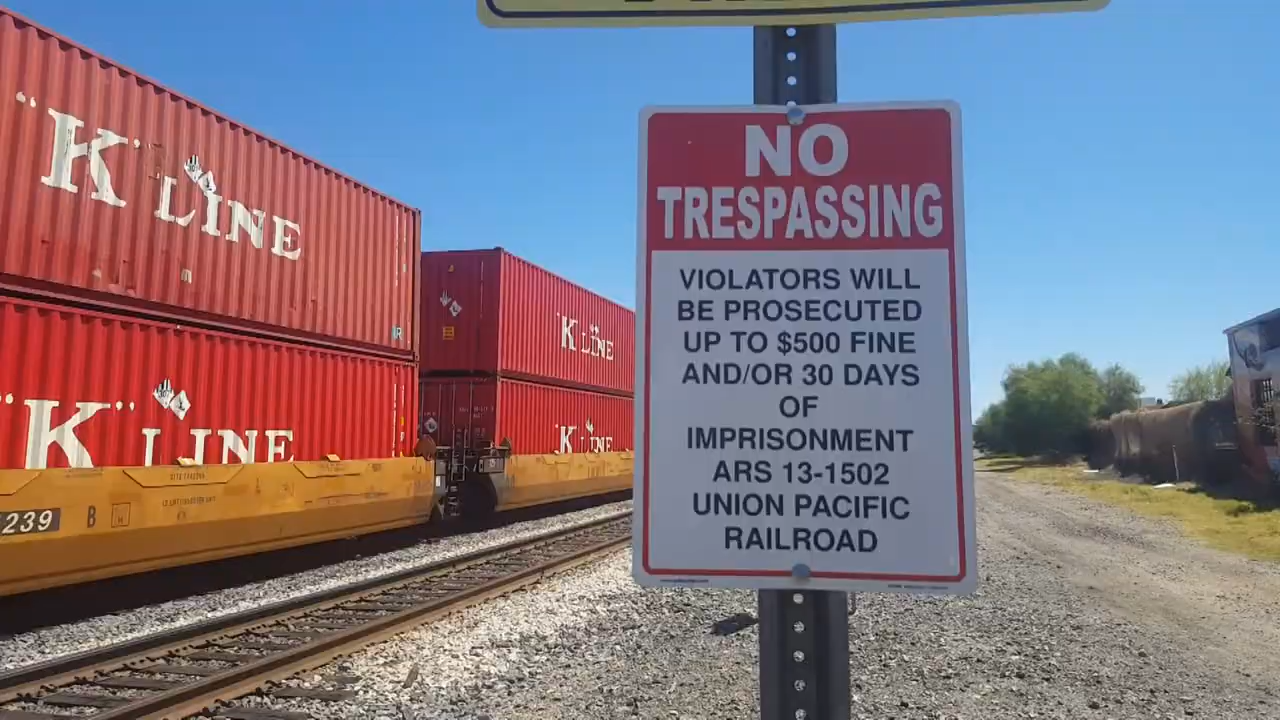 "K" LINE
"K" LINE
K LINE
K LINE
239
B
NO
TRESPASSING
VIOLATORS WILL
BE PROSECUTED
UP TO $500 FINE
AND/OR 30 DAYS
OF
IMPRISONMENT
ARS 13-1502
UNION PACIFIC
RAILROAD